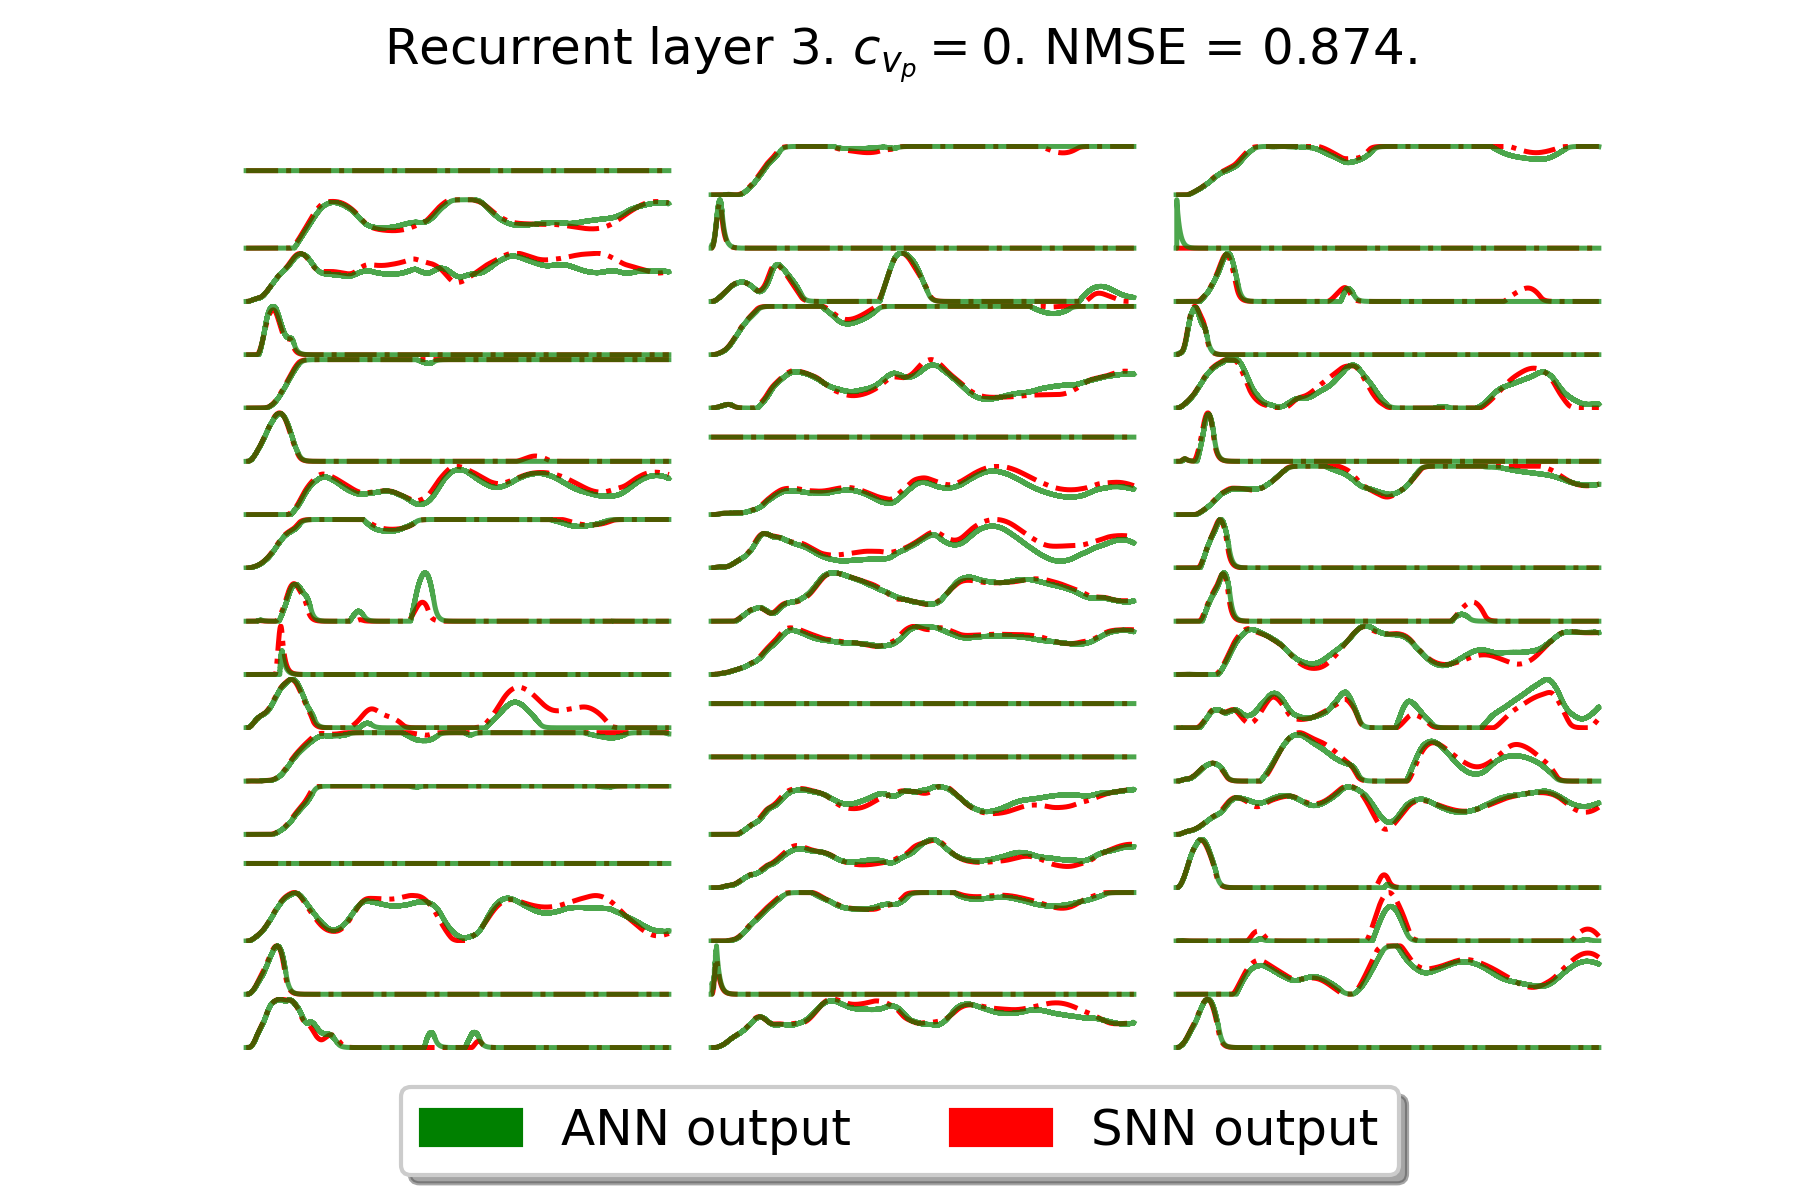 Recurrent layer 3. c_{v_p} = 0. NMSE = 0.874.
ANN output
SNN output